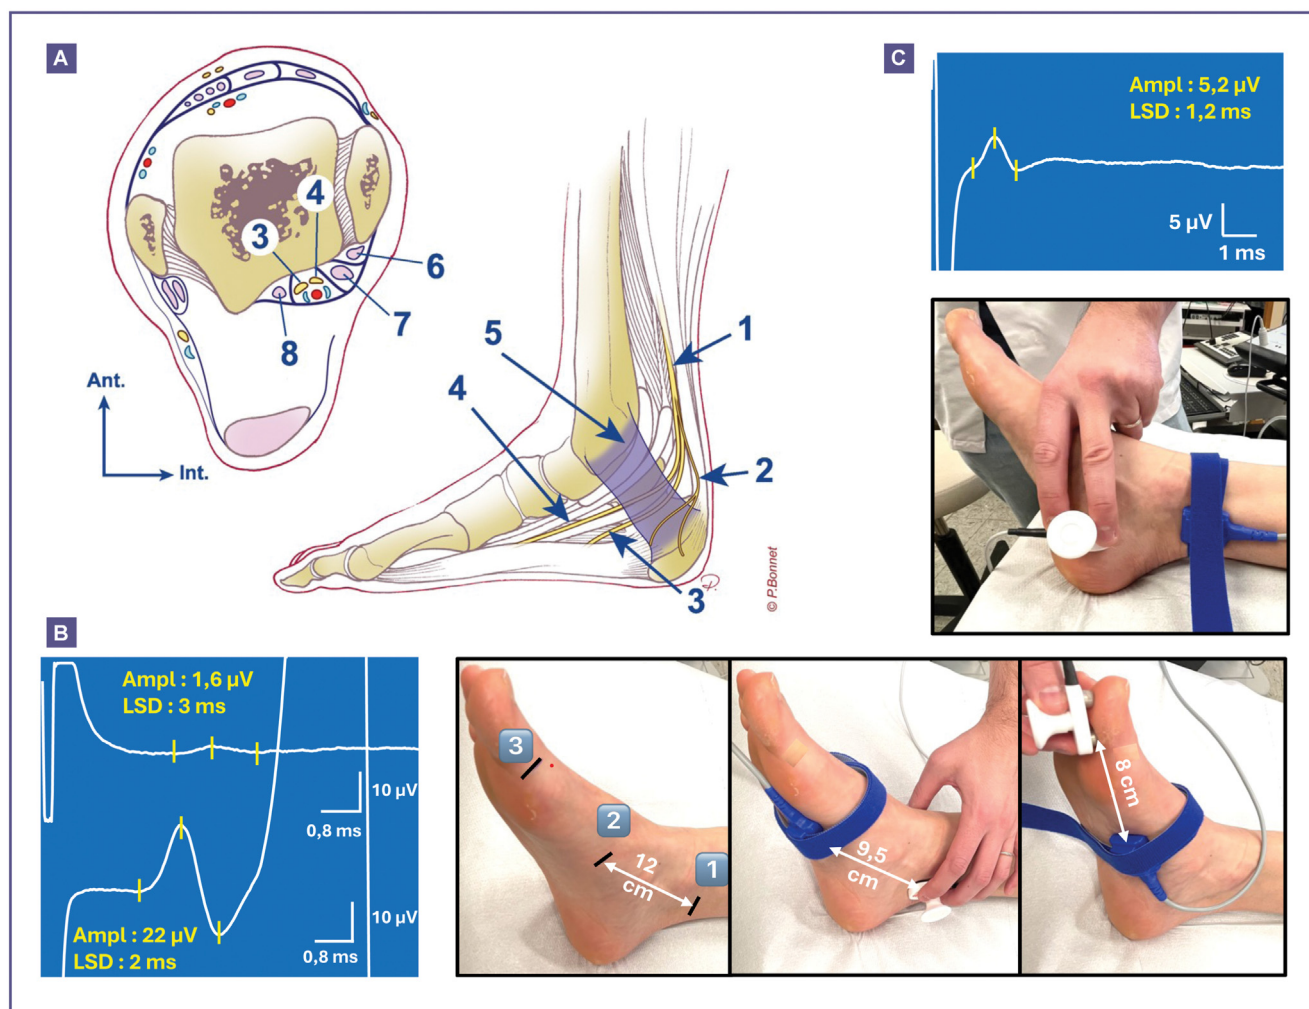 A
3
4
6
7
8
Ant.
Int.
5
1
4
2
3
© P.Bonnet
C
Ampl : 5,2 µV
LSD : 1,2 ms
5 µV
1 ms
B
Ampl : 1,6 µV
LSD : 3 ms
10 µV
0,8 ms
10 µV
0,8 ms
Ampl : 22 µV
LSD : 2 ms
3
2
1
12
cm
9,5
cm
8 cm